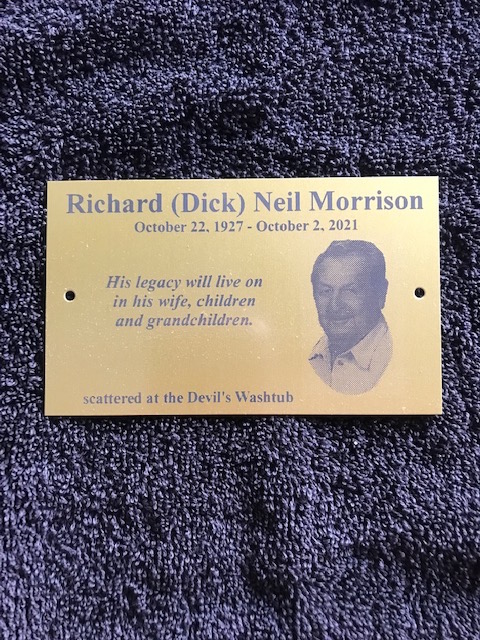 Richard (Dick) Neil Morrison
October 22, 1927 - October 2, 2021
His legacy will live on
in his wife, children
and grandchildren.
scattered at the Devil's Washtub